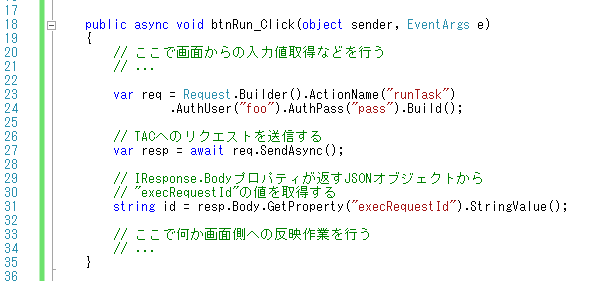 17
18 public async void btnRun_Click(object sender, EventArgs e)
19 {
20 // ここで画面からの入力値取得などを行う
21 // ...
22
23 var req = Request.Builder().ActionName("runTask")
24 .AuthUser("foo").AuthPass("pass").Build();
25
26 // TACへのリクエストを送信する
27 var resp = await req.SendAsync();
28
29 // IResponse.Bodyプロパティが返すJSONオブジェクトから
30 // "execRequestId"の値を取得する
31 string id = resp.Body.GetProperty("execRequestId").StringValue();
32
33 // ここで何か画面側への反映作業を行う
34 // ...
35 }
36